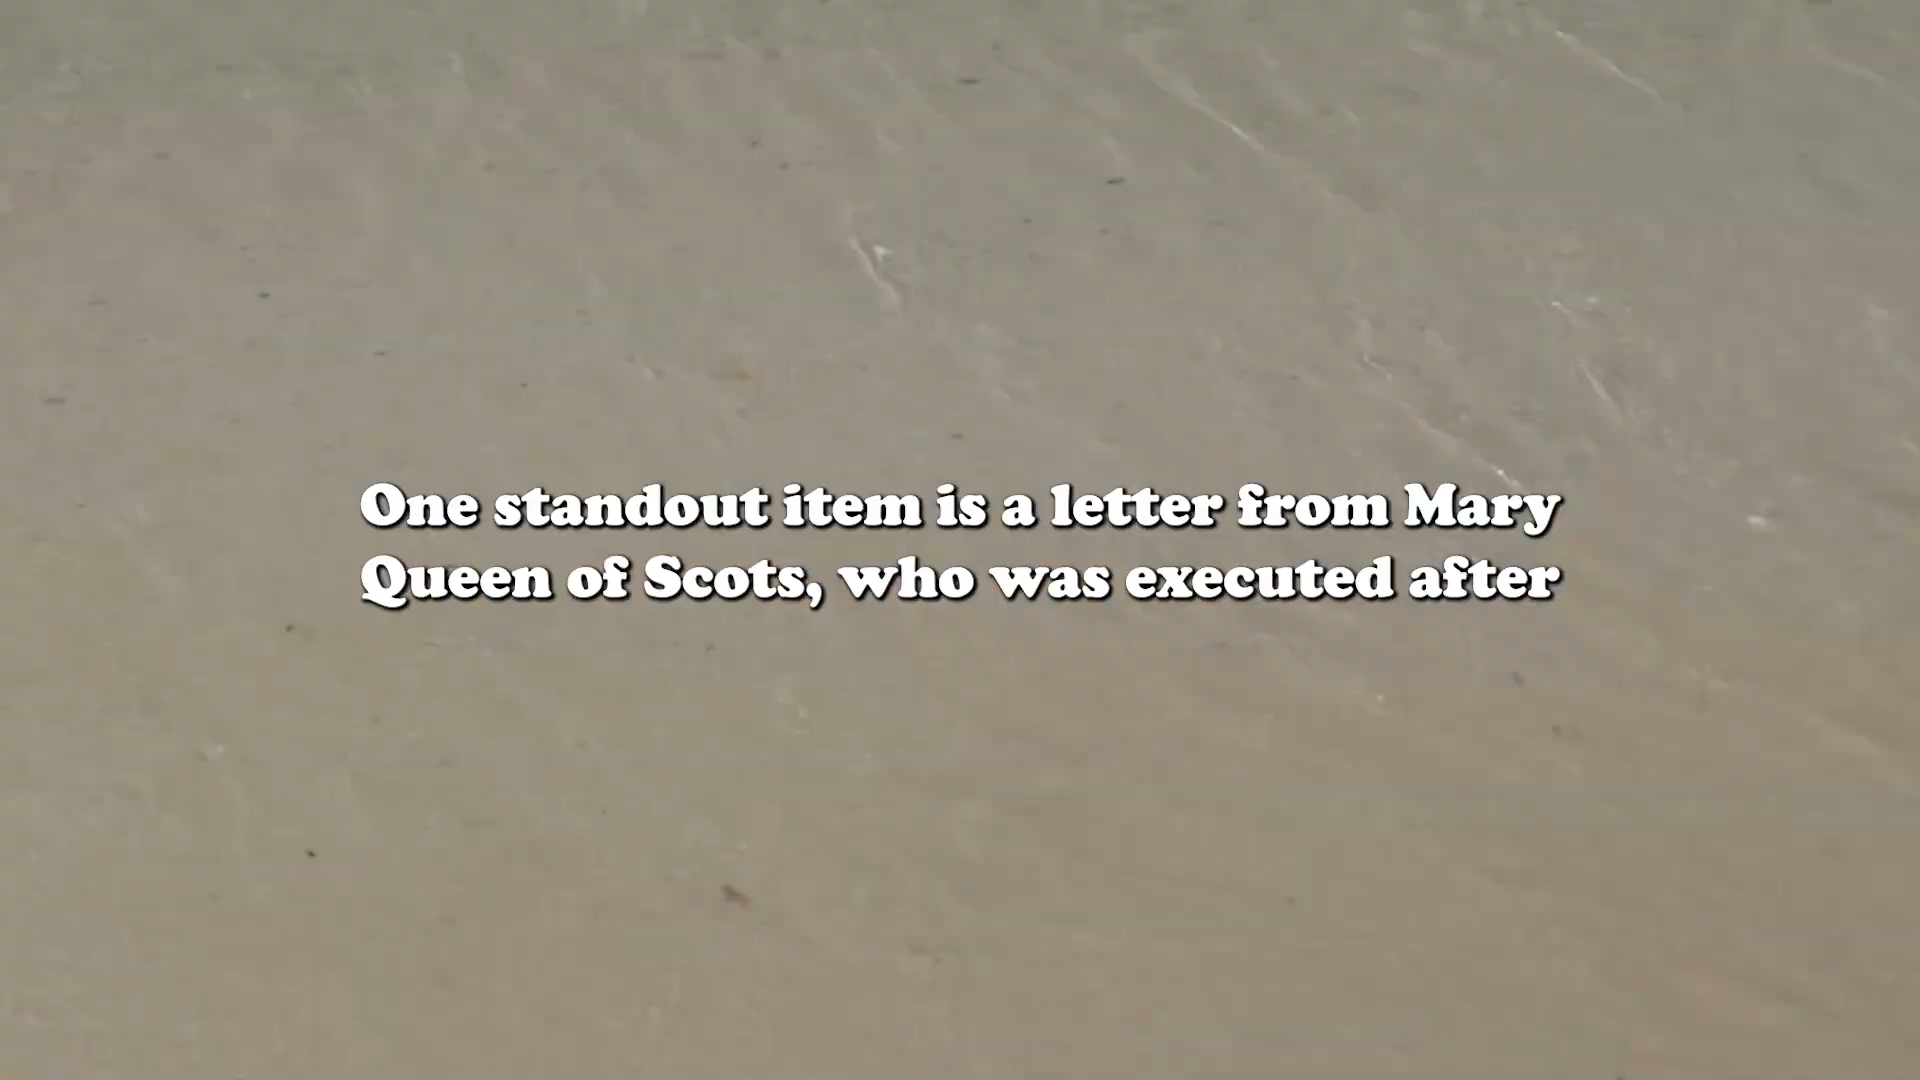 One standout item is a letter from Mary
Queen of Scots, who was executed after